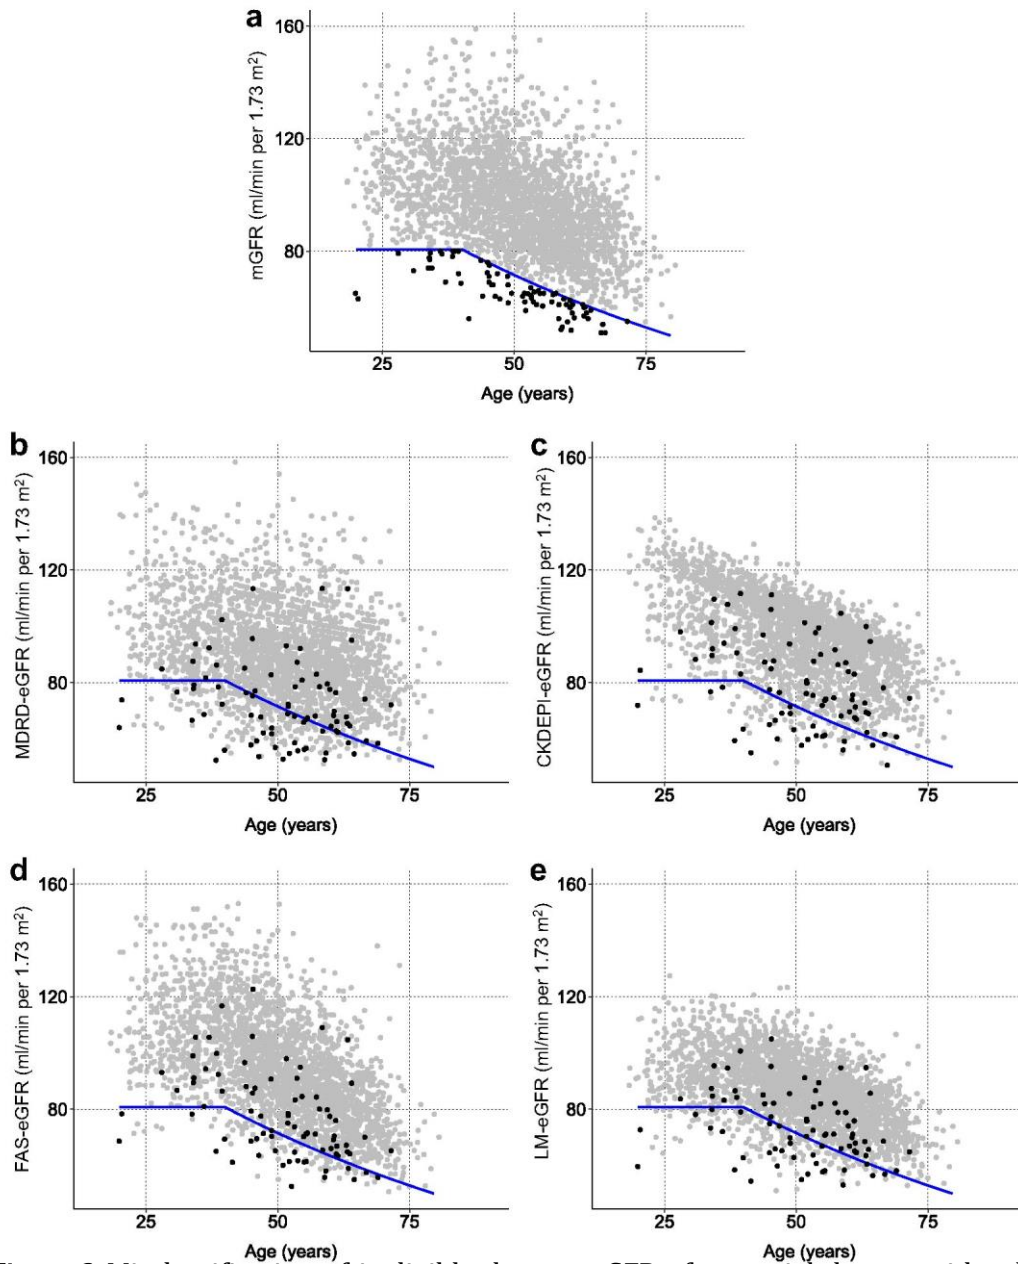 a
160
120
80
mGFR (ml/min per 1.73 m²)
25 50 75
Age (years)
b
160
120
80
MDRD-eGFR (ml/min per 1.73 m²)
25 50 75
Age (years)
c
160
120
80
CKDEPI-eGFR (ml/min per 1.73 m²)
25 50 75
Age (years)
d
160
120
80
FAS-eGFR (ml/min per 1.73 m²)
25 50 75
Age (years)
e
160
120
80
LM-eGFR (ml/min per 1.73 m²)
25 50 75
Age (years)